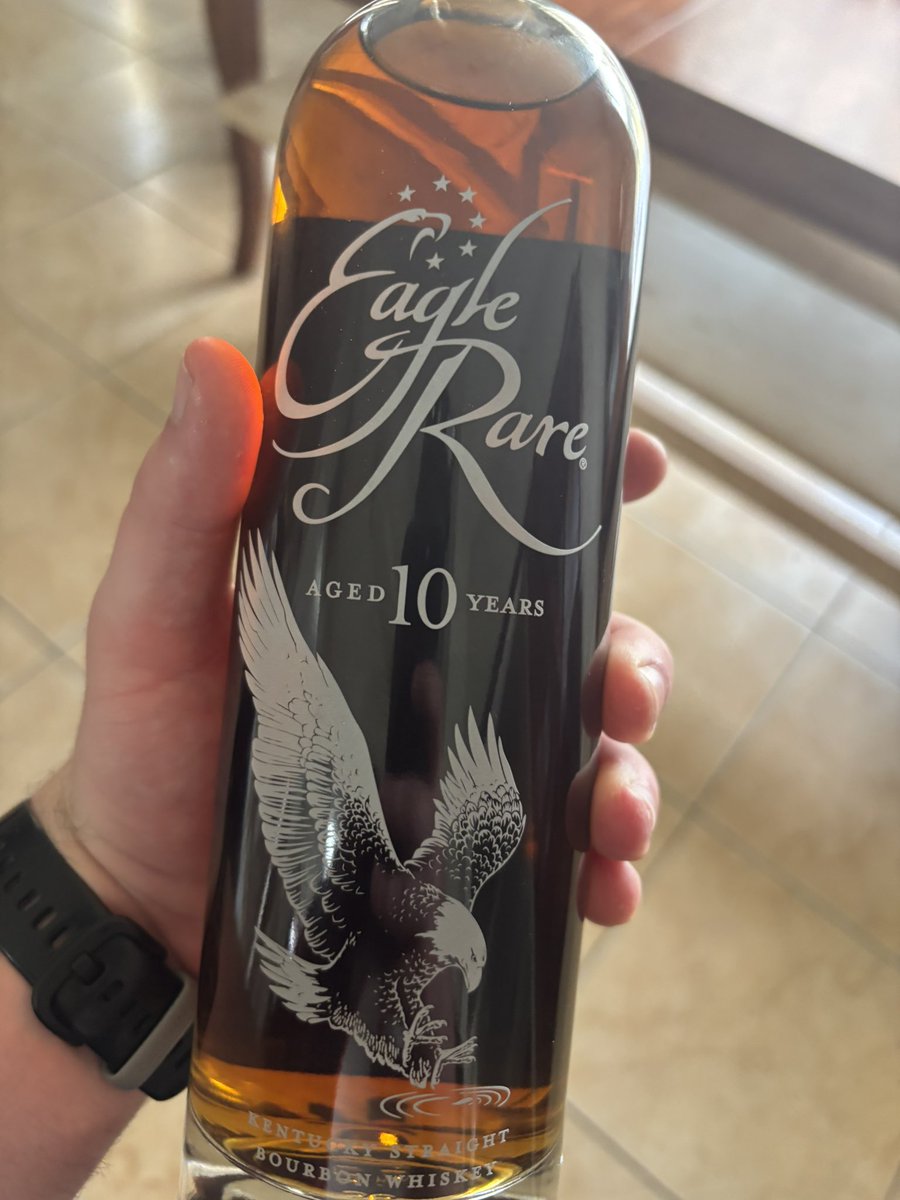 Eagle
Rare®
AGED 10 YEARS
KENTUCKY STRAIGHT
BOURBON WHISKEY